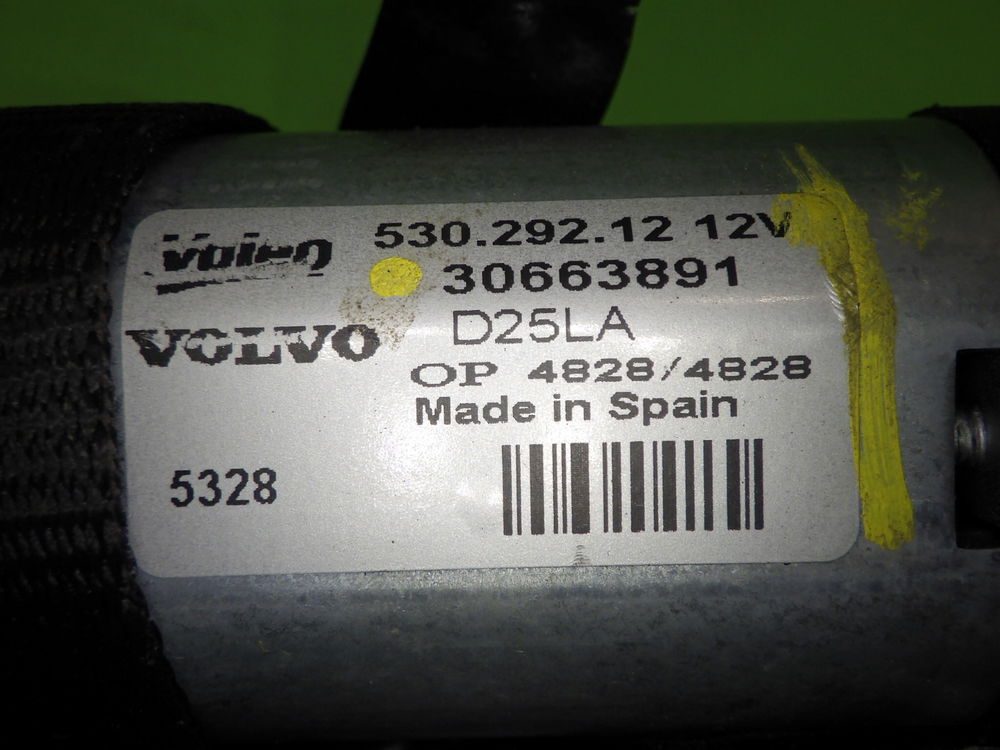 Valeo
530.292.12 12V
30663891
VOLVO
D25LA
OP 4828/4828
Made in Spain
5328